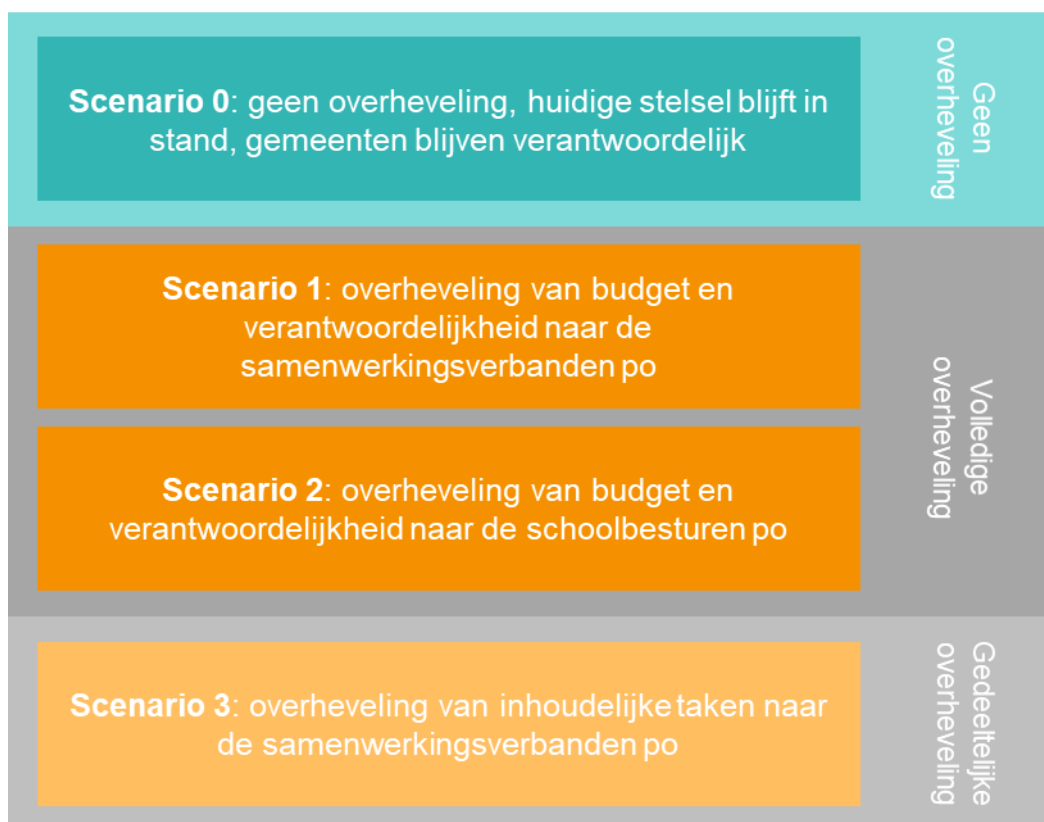 Scenario 0: geen overheveling, huidige stelsel blijft in
stand, gemeenten blijven verantwoordelijk
Geen
overheveling
Scenario 1: overheveling van budget en
verantwoordelijkheid naar de
samenwerkingsverbanden po
Scenario 2: overheveling van budget en
verantwoordelijkheid naar de schoolbesturen po
Volledige
overheveling
Scenario 3: overheveling van inhoudelijke taken naar
de samenwerkingsverbanden po
Gedeeltelijke
overheveling